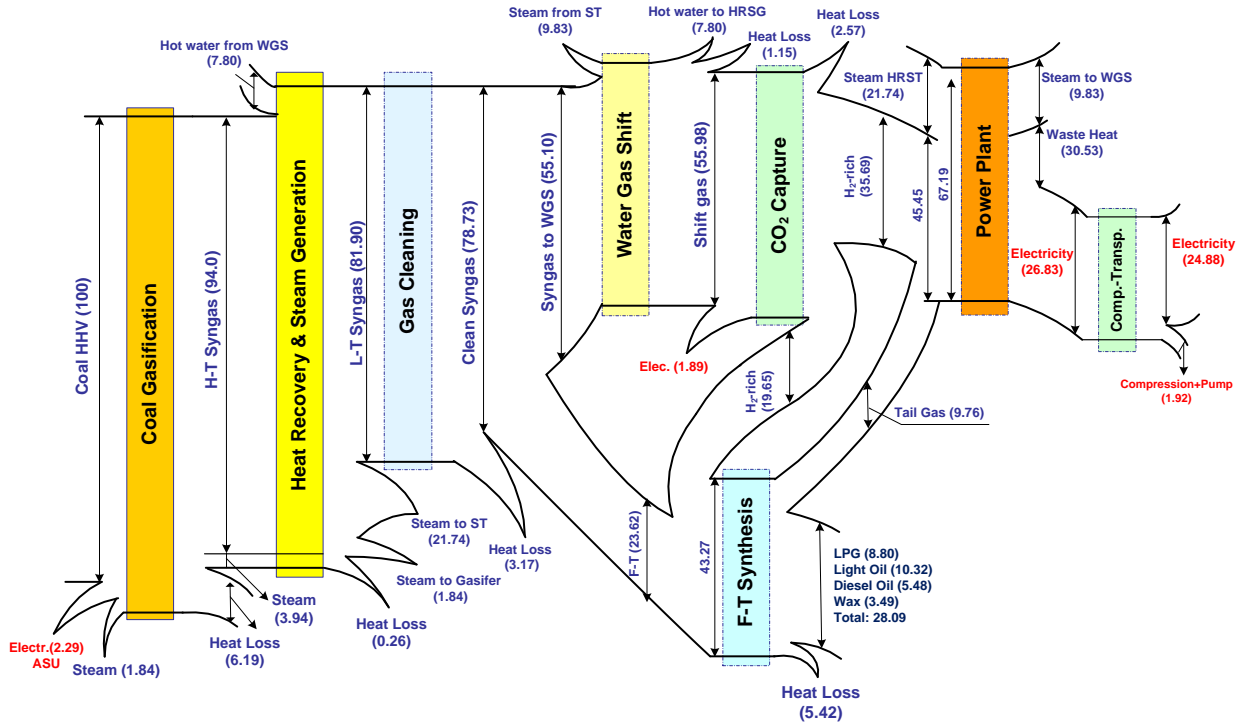 Steam from ST
(9.83)
Hot water to HRSG
(7.80)
Heat Loss
(2.57)
Heat Loss
(1.15)
Hot water from WGS
(7.80)
Steam HRST
(21.74)
Steam to WGS
(9.83)
Waste Heat
(30.53)
Coal HHV (100)
Coal Gasification
H-T Syngas (94.0)
Heat Recovery & Steam Generation
L-T Syngas (81.90)
Gas Cleaning
Clean Syngas (78.73)
Syngas to WGS (55.10)
Water Gas Shift
Shift gas (55.98)
CO₂ Capture
H₂-rich
(35.69)
45.45
67.19
Power Plant
Electricity
(26.83)
Comp.-Transp.
Electricity
(24.88)
Compression+Pump
(1.92)
Elec. (1.89)
H₂-rich
(19.65)
Tail Gas (9.76)
Steam to ST
(21.74)
Heat Loss
(3.17)
Steam to Gasifer
(1.84)
Heat Loss
(0.26)
Steam
(3.94)
Heat Loss
(6.19)
Electr.(2.29)
ASU
Steam (1.84)
F-T (23.62)
43.27
F-T Synthesis
LPG (8.80)
Light Oil (10.32)
Diesel Oil (5.48)
Wax (3.49)
Total: 28.09
Heat Loss
(5.42)